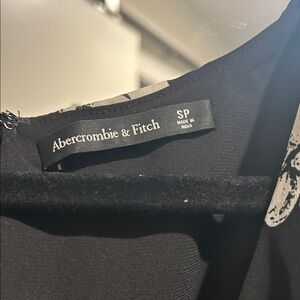 Abercrombie & Fitch
SP
MADE IN
INDIA